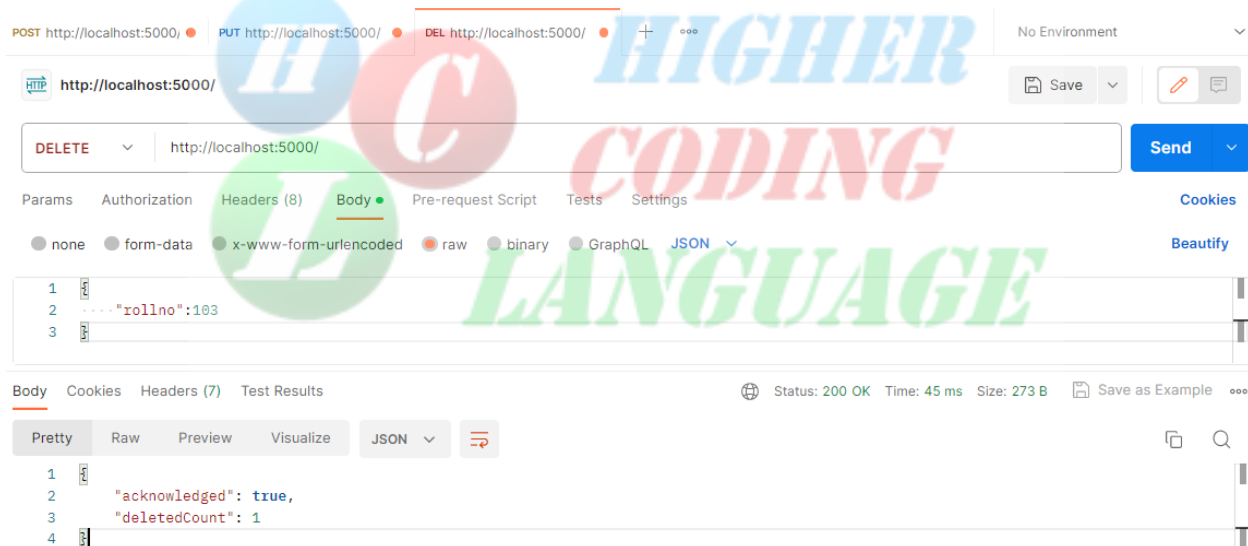 POST http://localhost:5000/ PUT http://localhost:5000/ DEL http://localhost:5000/ No Environment
HTTP http://localhost:5000/ Save
DELETE http://localhost:5000/ Send
Params Authorization Headers (8) Body Pre-request Script Tests Settings Cookies
none form-data x-www-form-urlencoded raw binary GraphQL JSON Beautify
1 {
2 ····"rollno":103
3 }
Body Cookies Headers (7) Test Results Status: 200 OK Time: 45 ms Size: 273 B Save as Example
Pretty Raw Preview Visualize JSON
1 {
2 "acknowledged": true,
3 "deletedCount": 1
4 }
H C L
HIGHER
CODING
LANGUAGE